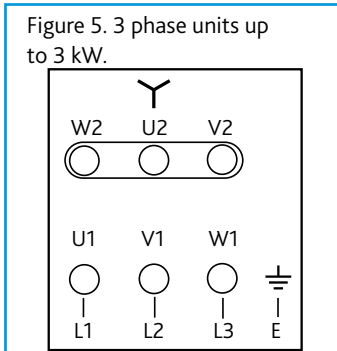 Figure 5. 3 phase units up
to 3 kW.
W2 U2 V2
U1 V1 W1
L1 L2 L3 E